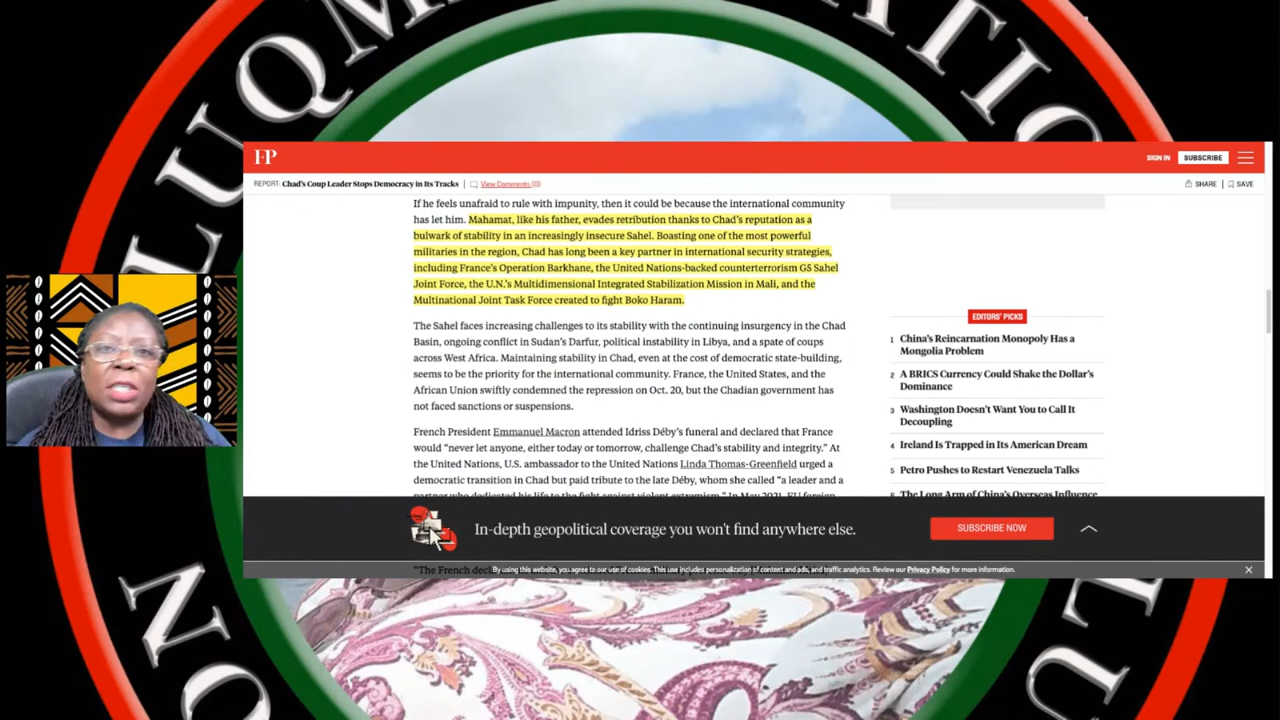 LUQM
ATIO
FP
SIGN IN
SUBSCRIBE
REPORT: Chad's Coup Leader Stops Democracy in Its Tracks
View Comments (0)
SHARE
SAVE
If he feels unafraid to rule with impunity, then it could be because the international community
has let him. Mahamat, like his father, evades retribution thanks to Chad's reputation as a
bulwark of stability in an increasingly insecure Sahel. Boasting one of the most powerful
militaries in the region, Chad has long been a key partner in international security strategies,
including France's Operation Barkhane, the United Nations-backed counterterrorism G5 Sahel
Joint Force, the U.N.'s Multidimensional Integrated Stabilization Mission in Mali, and the
Multinational Joint Task Force created to fight Boko Haram.
The Sahel faces increasing challenges to its stability with the continuing insurgency in the Chad
Basin, ongoing conflict in Sudan's Darfur, political instability in Libya, and a spate of coups
across West Africa. Maintaining stability in Chad, even at the cost of democratic state-building,
seems to be the priority for the international community. France, the United States, and the
African Union swiftly condemned the repression on Oct. 20, but the Chadian government has
not faced sanctions or suspensions.
French President Emmanuel Macron attended Idriss Déby's funeral and declared that France
would "never let anyone, either today or tomorrow, challenge Chad's stability and integrity." At
the United Nations, U.S. ambassador to the United Nations Linda Thomas-Greenfield urged a
democratic transition in Chad but paid tribute to the late Déby, whom she called "a leader and a
partner who dedicated his life to the fight against violent extremism." In May 2021, EU foreign
EDITORS' PICKS
1 China's Reincarnation Monopoly Has a
Mongolia Problem
2 A BRICS Currency Could Shake the Dollar's
Dominance
3 Washington Doesn't Want You to Call It
Decoupling
4 Ireland Is Trapped in Its American Dream
5 Petro Pushes to Restart Venezuela Talks
6 The Long Arm of China's Overseas Influence
In-depth geopolitical coverage you won't find anywhere else.
SUBSCRIBE NOW
"The French
By using this website, you agree to our use of cookies. This use includes personalization of content and ads, and traffic analytics. Review our Privacy Policy for more information.
NO
TU